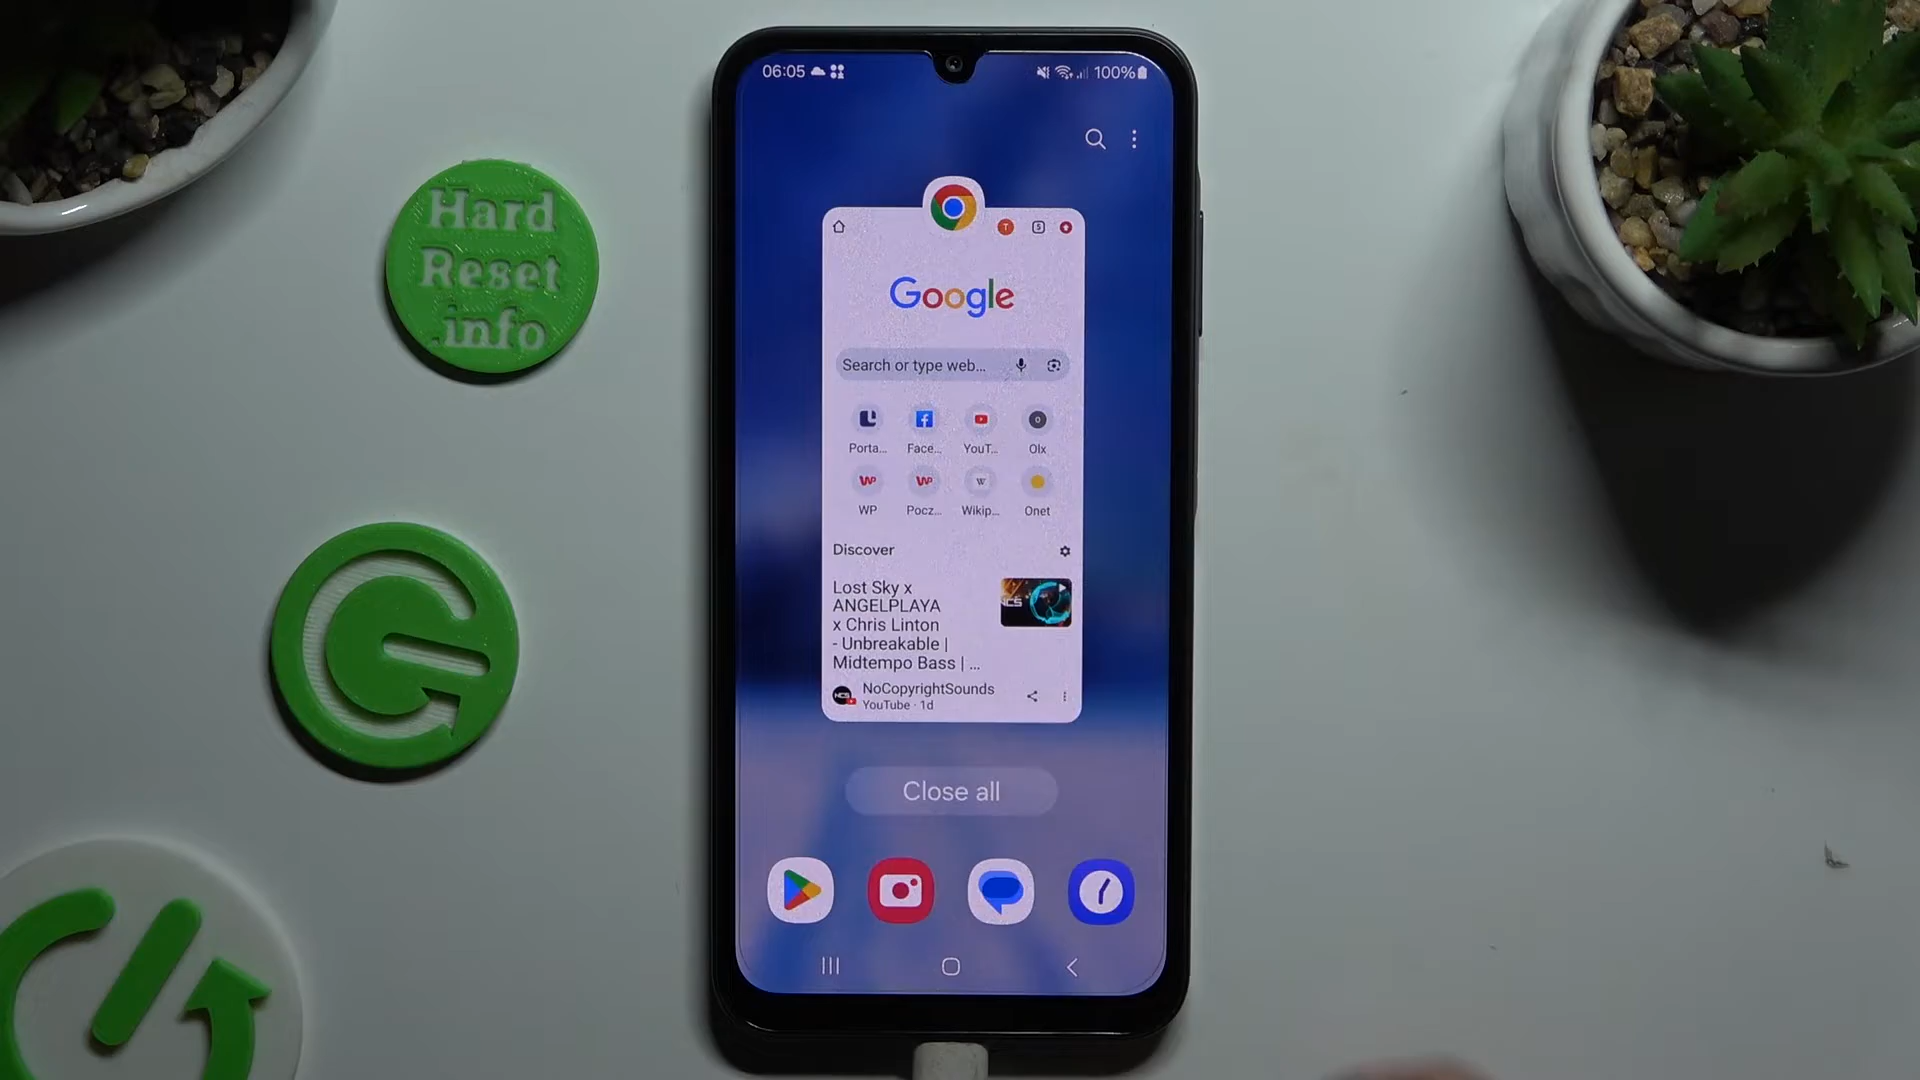 Hard
Reset
.info
06:05
100%
Google
Search or type web...
Porta...
Face...
YouT...
Olx
WP
Pocz...
Wikip...
Onet
Discover
Lost Sky x
ANGELPLAYA
x Chris Linton
- Unbreakable |
Midtempo Bass | ...
NoCopyrightSounds
YouTube · 1d
Close all